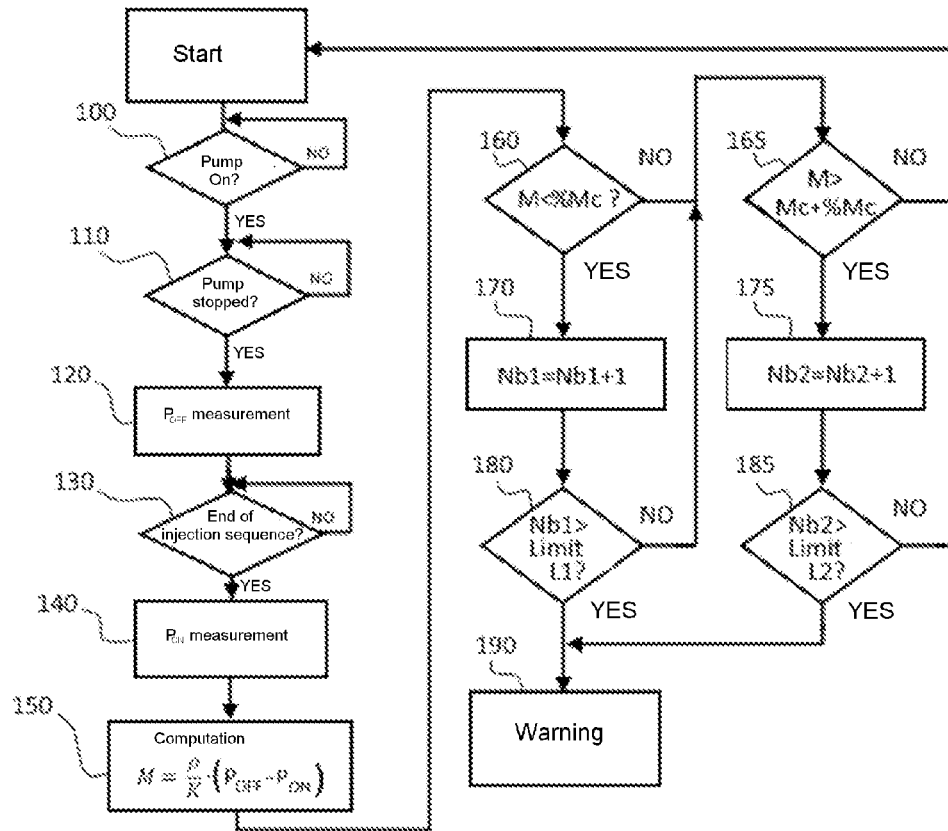 Start
100
Pump
On?
NO
YES
110
Pump
stopped?
NO
YES
120
P_OFF measurement
130
End of
injection sequence?
NO
YES
140
P_ON measurement
150
Computation
M = ρ/K · (P_OFF - P_ON)
160
M<%Mc ?
NO
YES
170
Nb1=Nb1+1
180
Nb1>
Limit
L1?
NO
YES
165
M>
Mc+%Mc
NO
YES
175
Nb2=Nb2+1
185
Nb2>
Limit
L2?
NO
YES
190
Warning